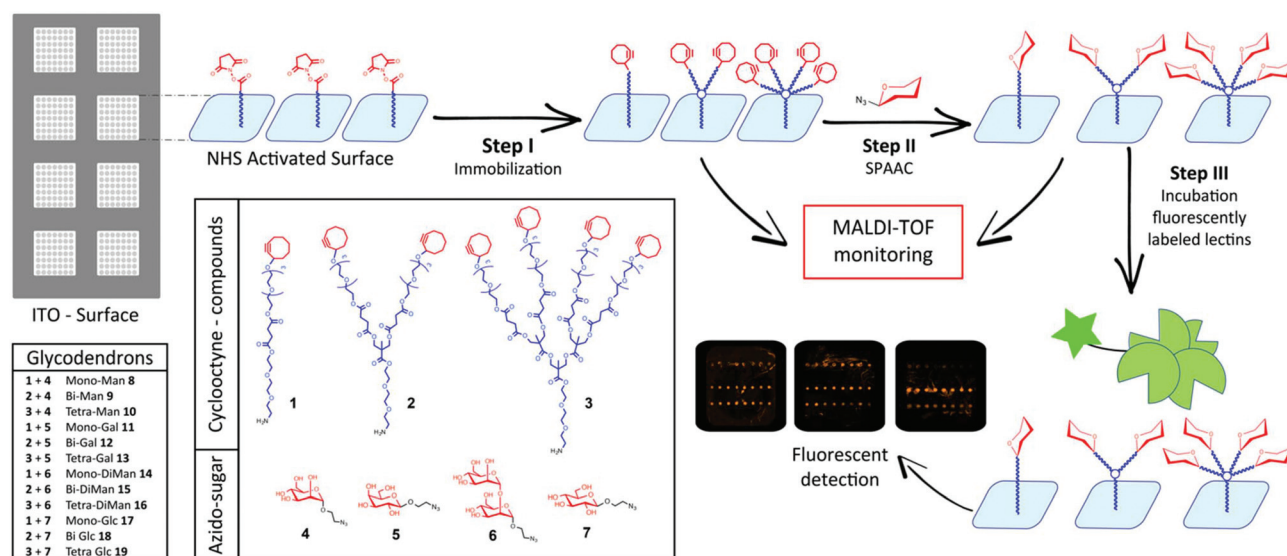 NHS Activated Surface
Step I
Immobilization
N₃
Step II
SPAAC
Step III
Incubation
fluorescently
labeled lectins
MALDI-TOF
monitoring
ITO - Surface
Glycodendrons
1 + 4 Mono-Man 8
2 + 4 Bi-Man 9
3 + 4 Tetra-Man 10
1 + 5 Mono-Gal 11
2 + 5 Bi-Gal 12
3 + 5 Tetra-Gal 13
1 + 6 Mono-DiMan 14
2 + 6 Bi-DiMan 15
3 + 6 Tetra-DiMan 16
1 + 7 Mono-Glc 17
2 + 7 Bi Glc 18
3 + 7 Tetra Glc 19
Cyclooctyne - compounds
H₂N
1
H₂N
2
H₂N
3
Azido-sugar
4
5
6
7
Fluorescent
detection